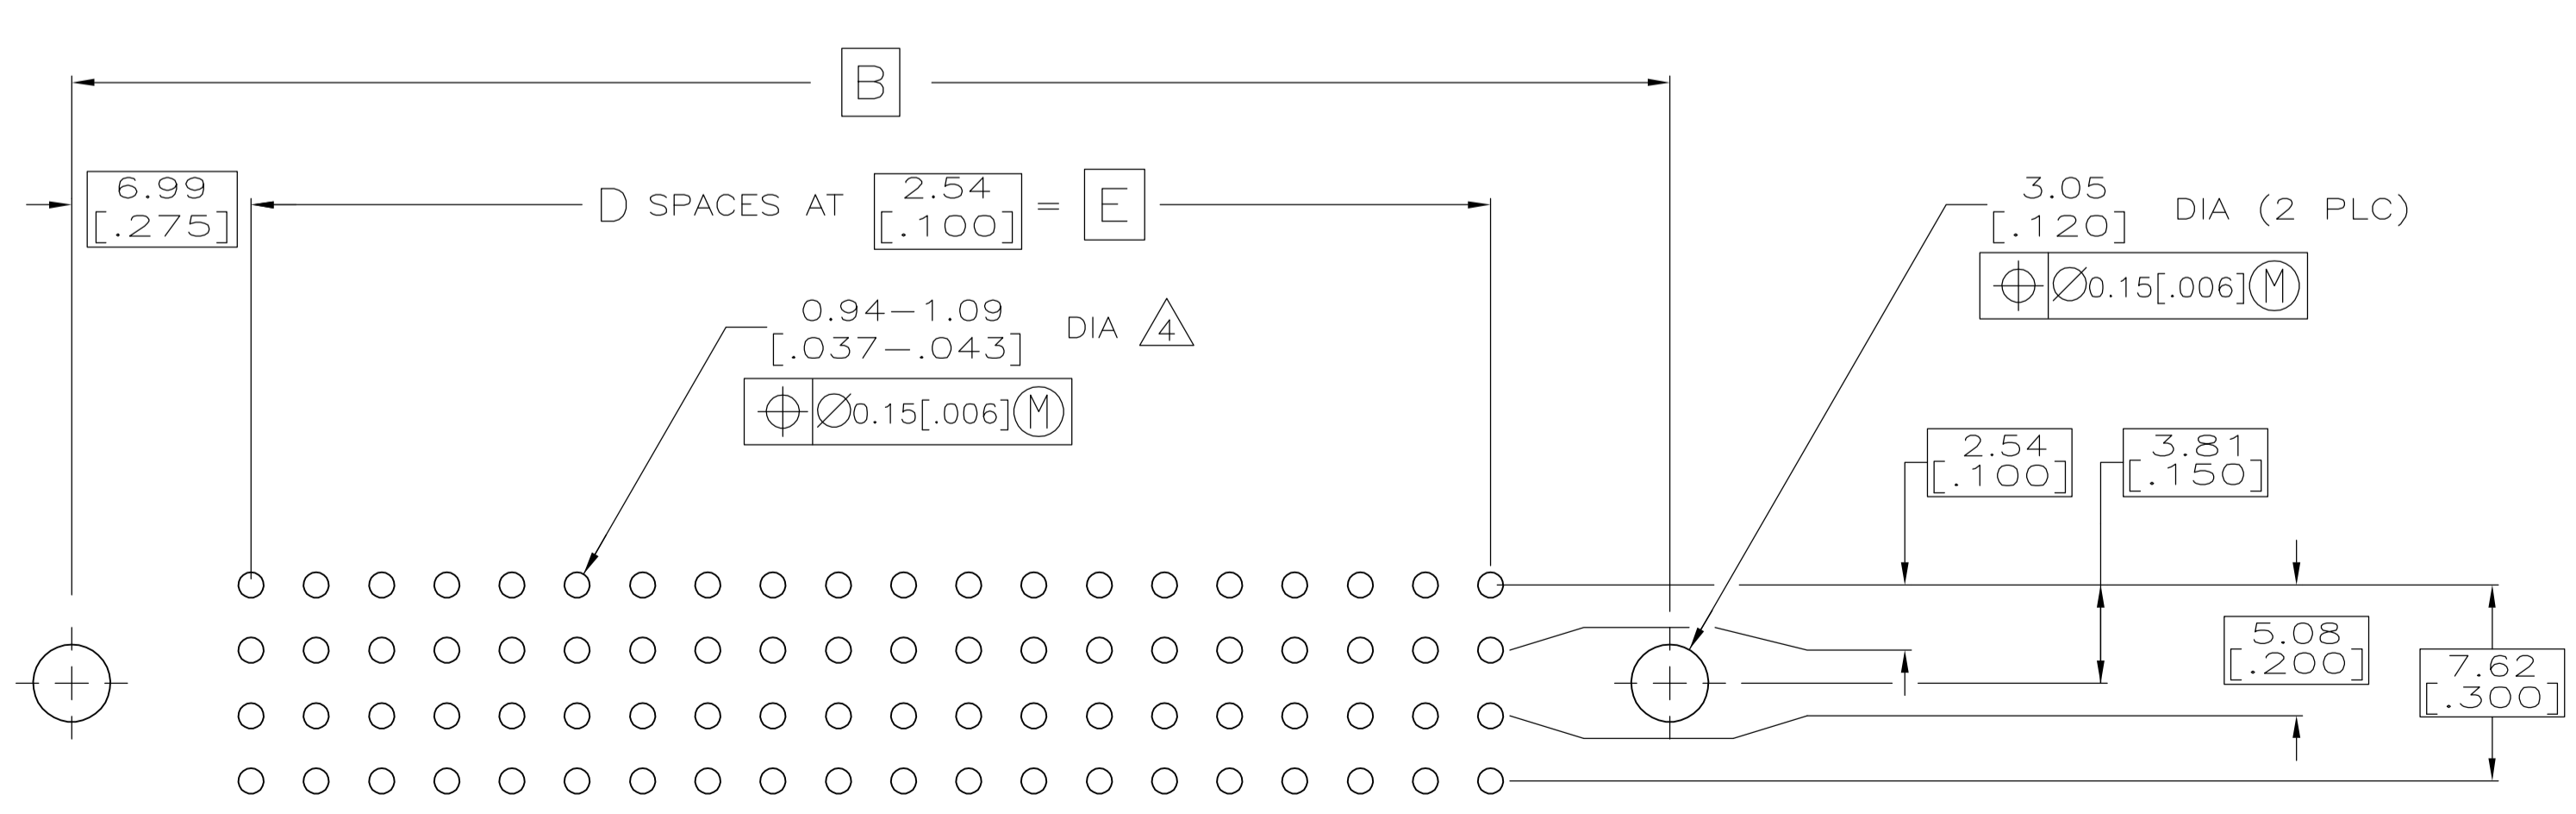 B
6.99
[.275]
D SPACES AT 2.54 [.100] = E
3.05
[.120] DIA (2 PLC)
⌖ ⌀0.15[.006] Ⓜ
0.94-1.09
[.037-.043] DIA 4
⌖ ⌀0.15[.006] Ⓜ
2.54
[.100]
3.81
[.150]
5.08
[.200]
7.62
[.300]